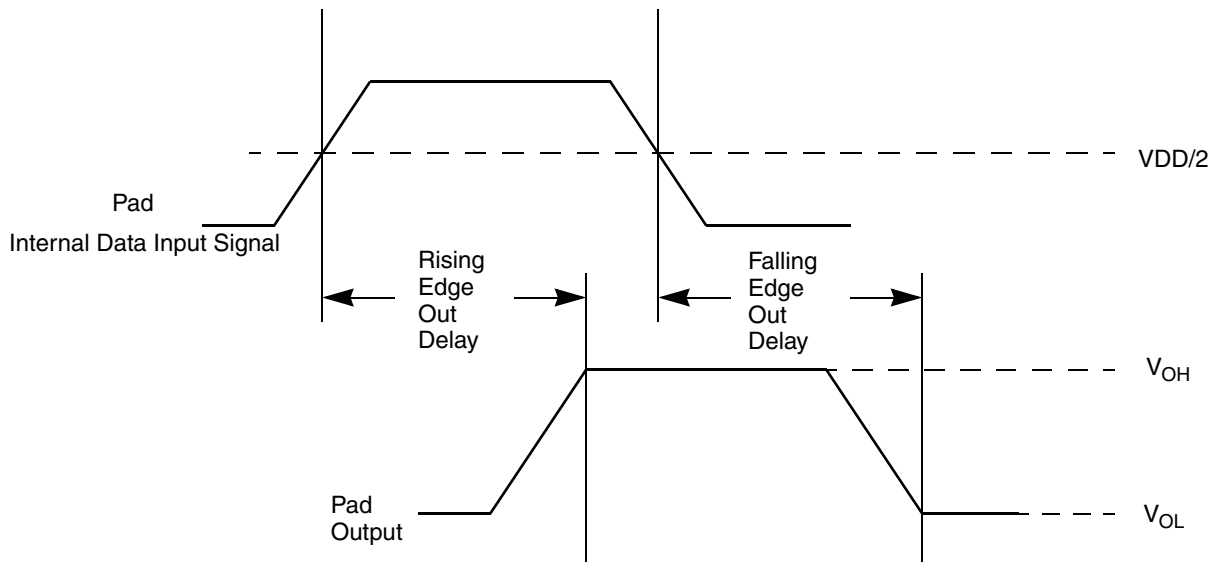 VDD/2
Pad
Internal Data Input Signal
Rising
Edge
Out
Delay
Falling
Edge
Out
Delay
VOH
Pad
Output
VOL